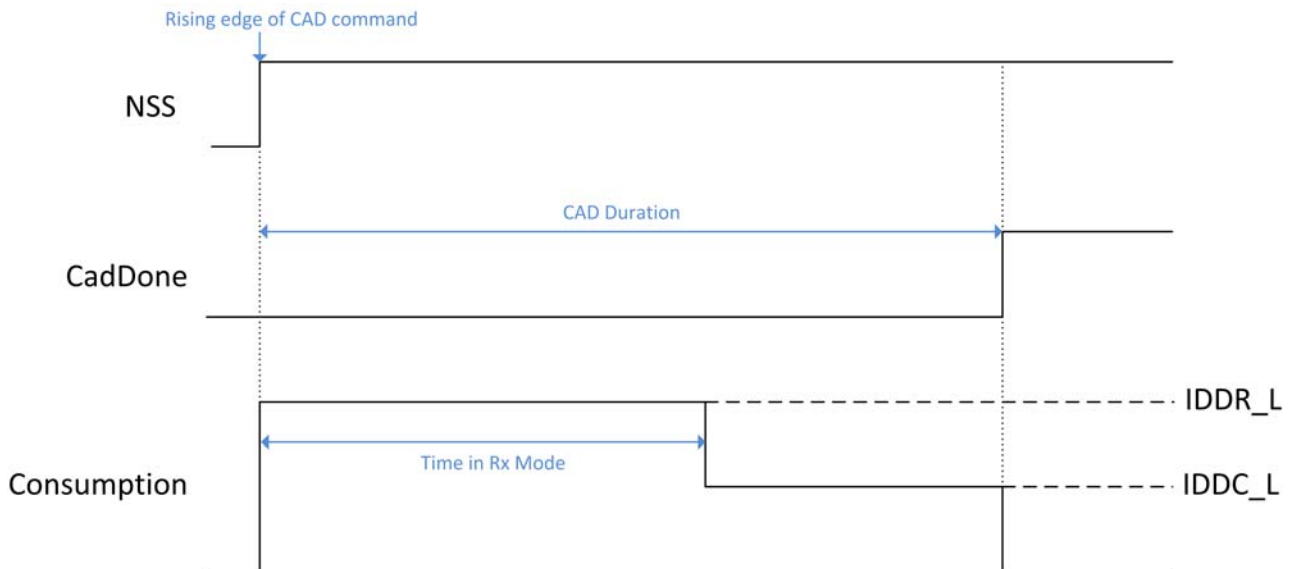 Rising edge of CAD command
NSS
CAD Duration
CadDone
IDDR_L
Time in Rx Mode
Consumption
IDDC_L